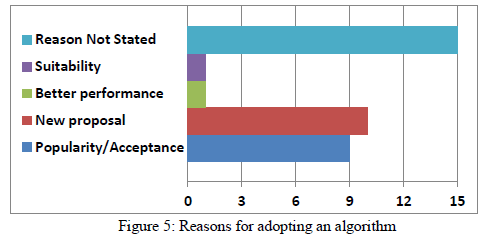 Reason Not Stated
Suitability
Better performance
New proposal
Popularity/Acceptance
0 3 6 9 12 15
Figure 5: Reasons for adopting an algorithm